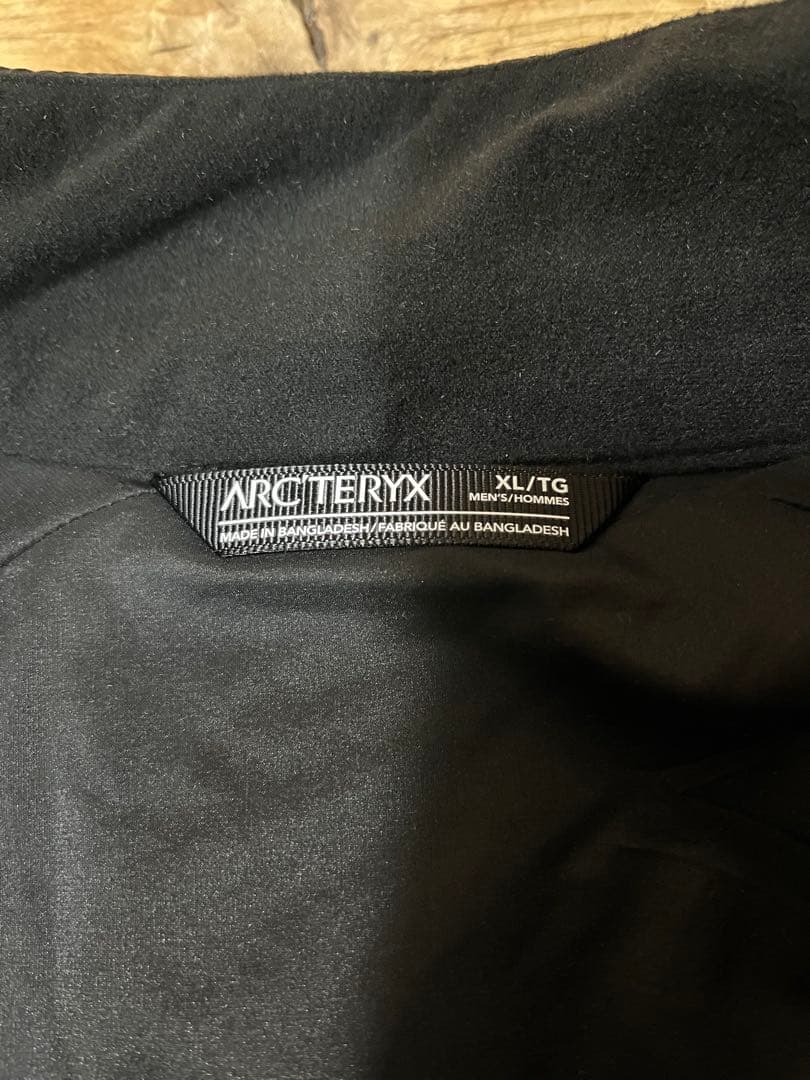 ARC'TERYX
XL/TG
MEN'S/HOMMES
MADE IN BANGLADESH/FABRIQUÉ AU BANGLADESH